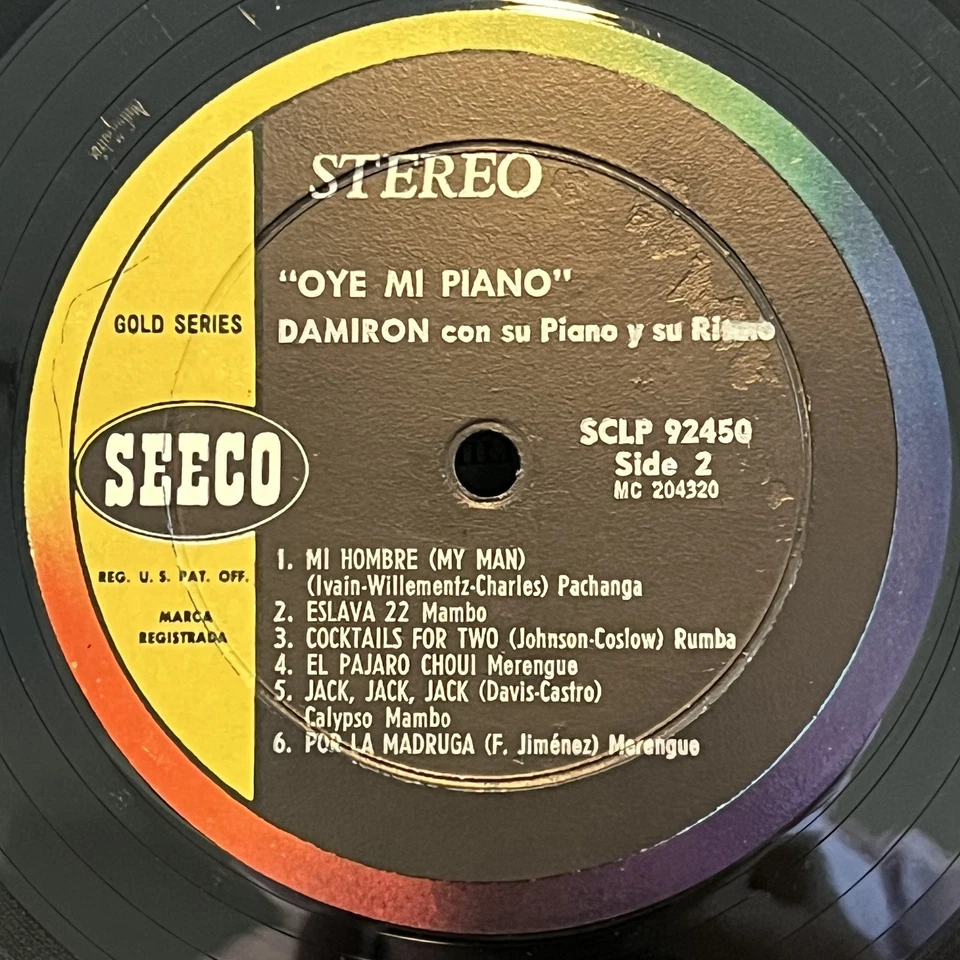 STEREO
"OYE MI PIANO"
DAMIRON con su Piano y su Ritmo
GOLD SERIES
SEECO
REG. U. S. PAT. OFF.
MARCA
REGISTRADA
SCLP 92450
Side 2
MC 204320
1. MI HOMBRE (MY MAN)
(Ivain-Willementz-Charles) Pachanga
2. ESLAVA 22 Mambo
3. COCKTAILS FOR TWO (Johnson-Coslow) Rumba
4. EL PAJARO CHOUI Merengue
5. JACK, JACK, JACK (Davis-Castro)
Calypso Mambo
6. POR LA MADRUGA (F. Jiménez) Merengue